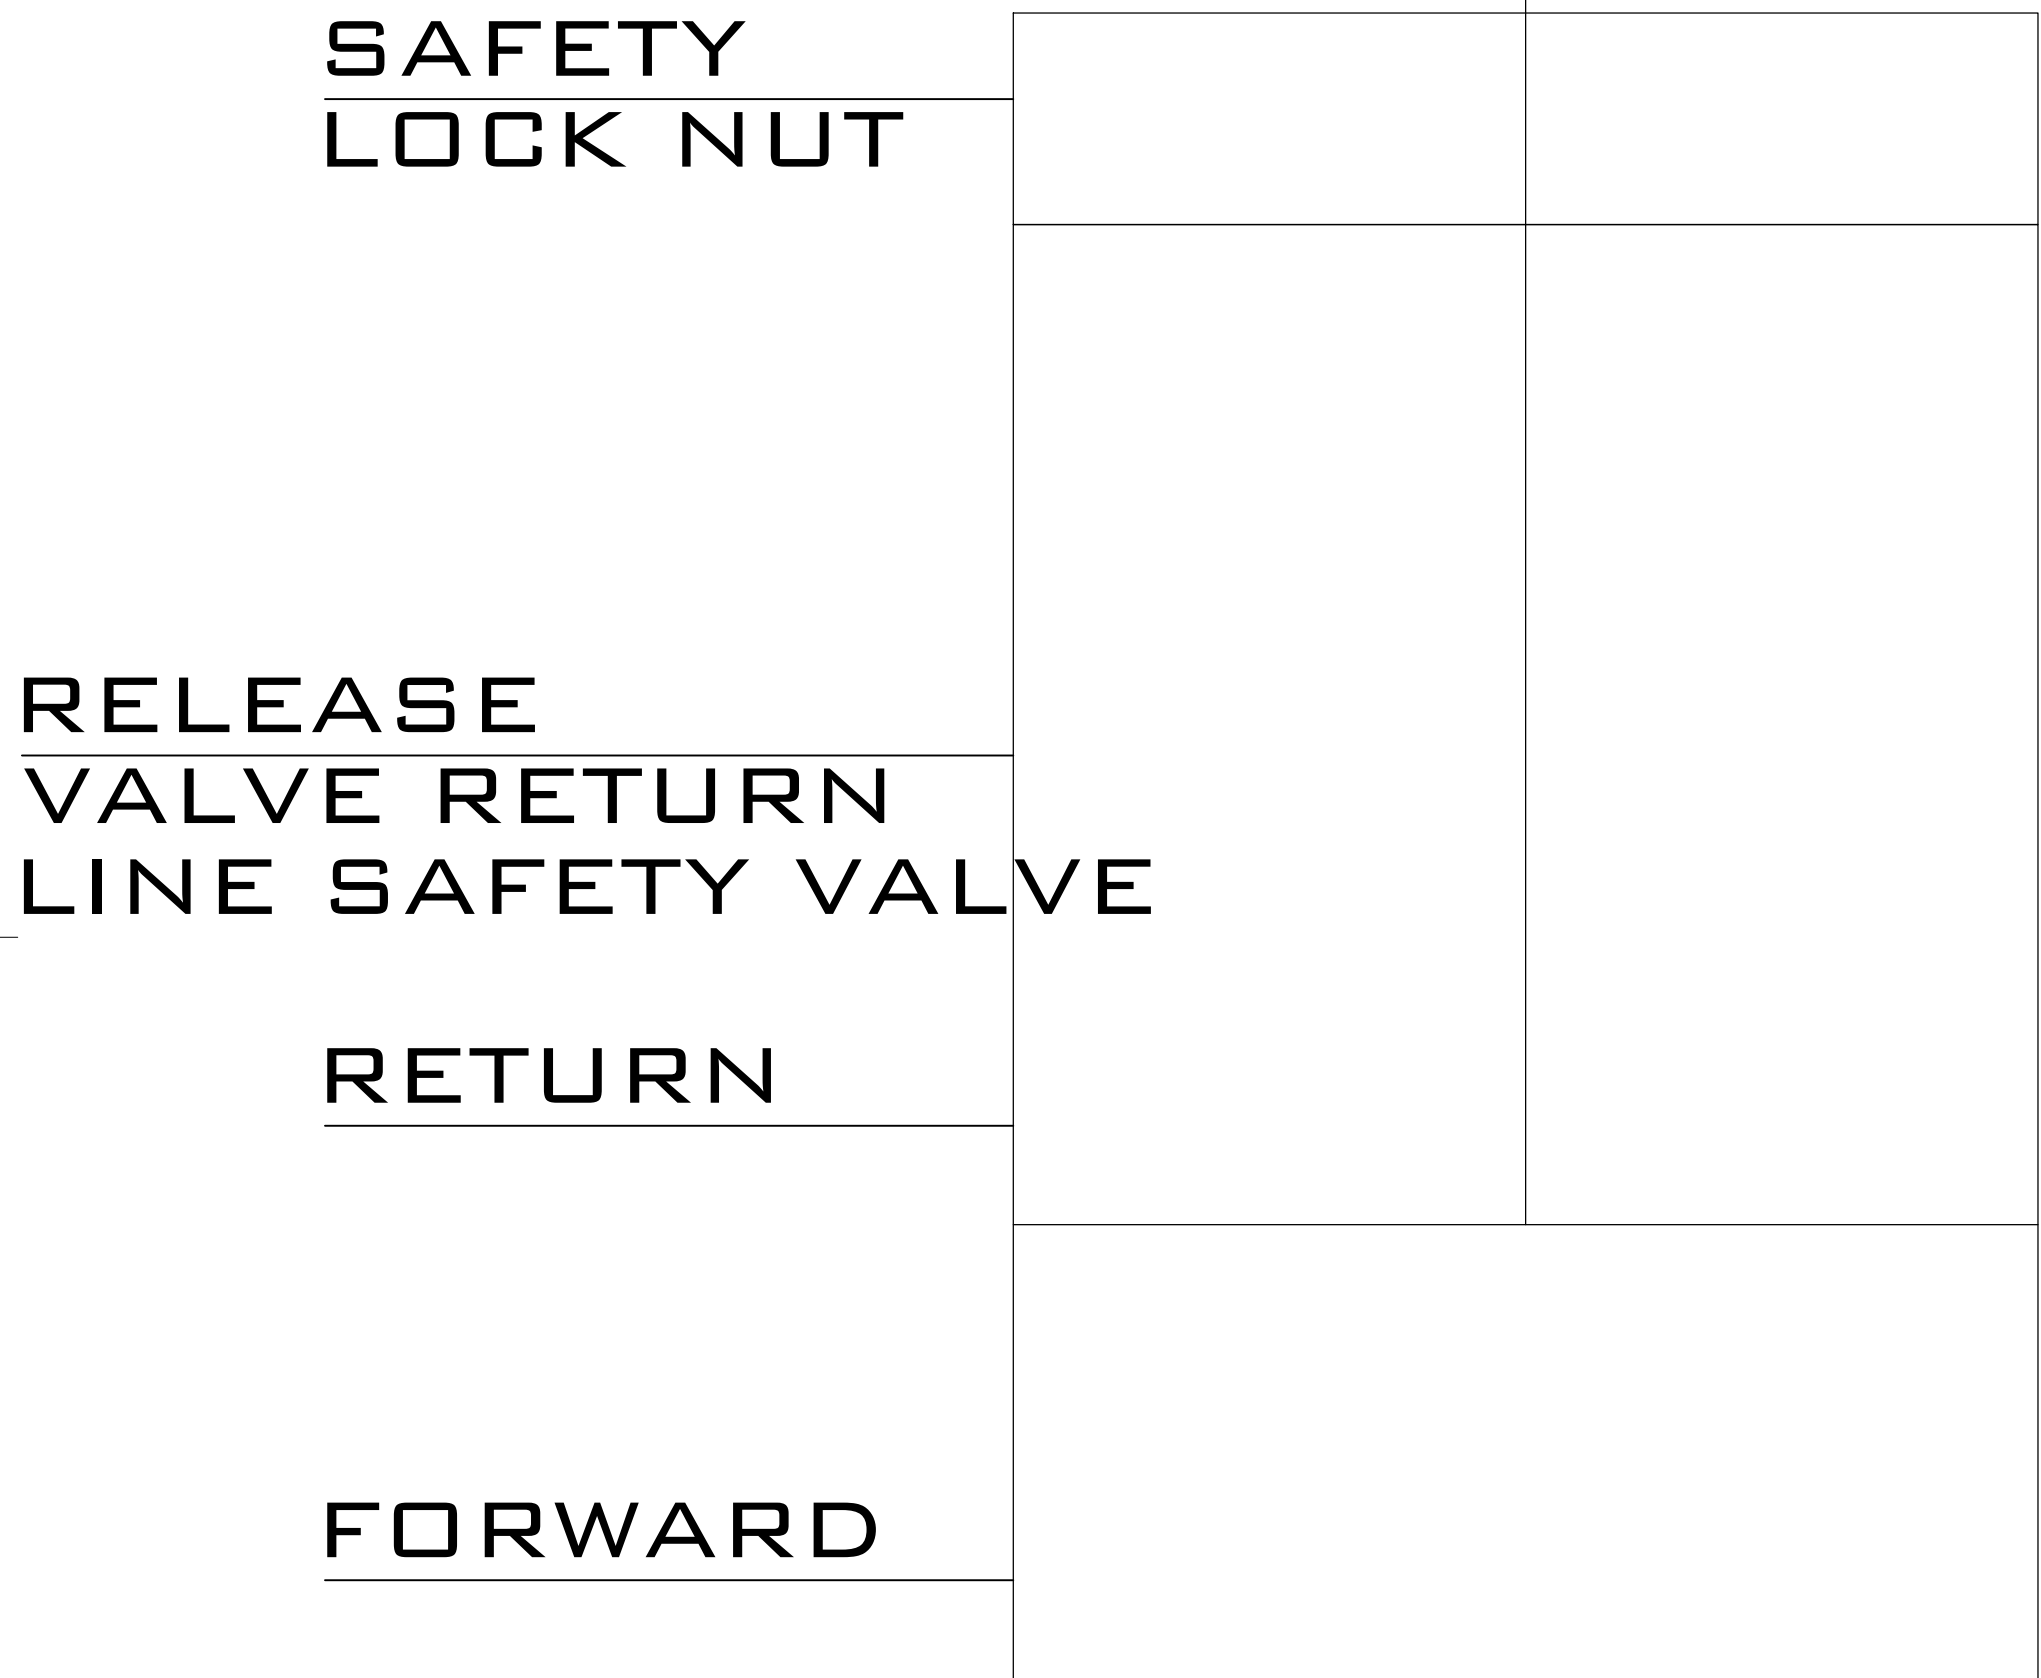 SAFETY
LOCK NUT
RELEASE
VALVE RETURN
LINE SAFETY VALVE
RETURN
FORWARD